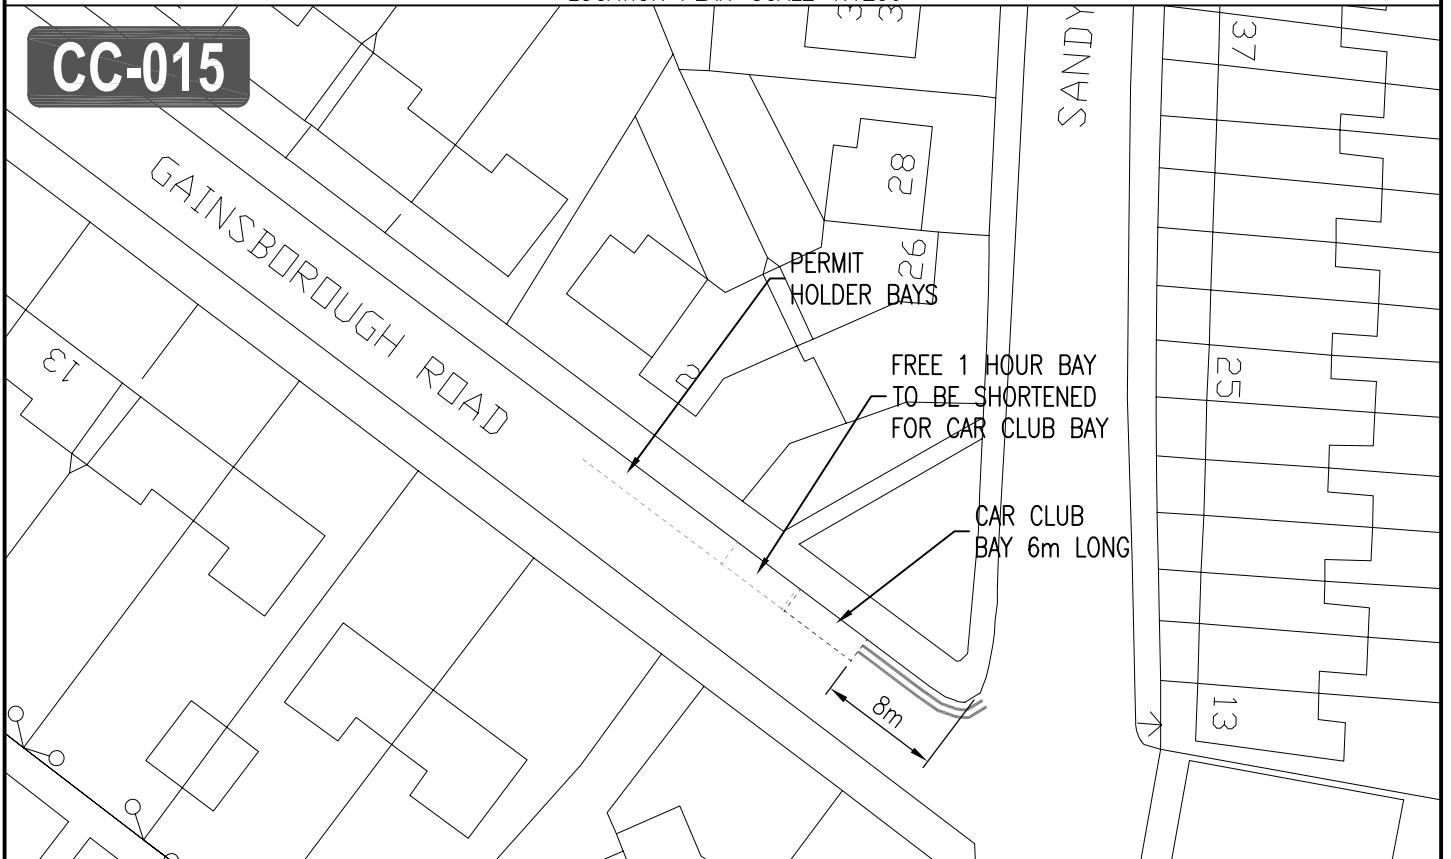 CC-015
SANDY
37
28
26
GAINSBOROUGH ROAD
PERMIT
HOLDER BAYS
13
2
FREE 1 HOUR BAY
TO BE SHORTENED
FOR CAR CLUB BAY
25
CAR CLUB
BAY 6m LONG
8m
13